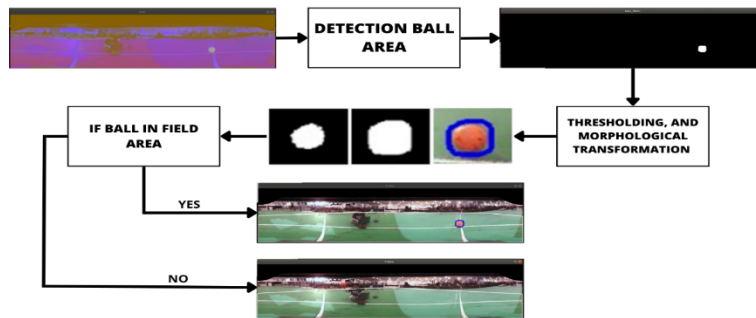 DETECTION BALL
AREA
THRESHOLDING, AND
MORPHOLOGICAL
TRANSFORMATION
IF BALL IN FIELD
AREA
YES
NO